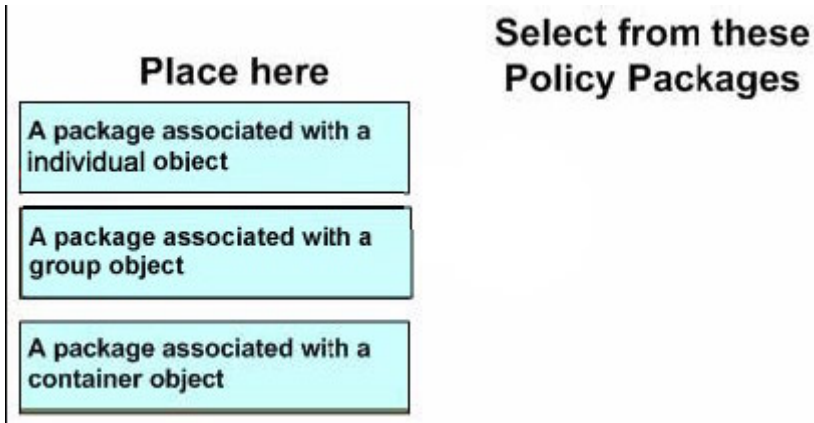 Place here
Select from these
Policy Packages
A package associated with a
individual object
A package associated with a
group object
A package associated with a
container object